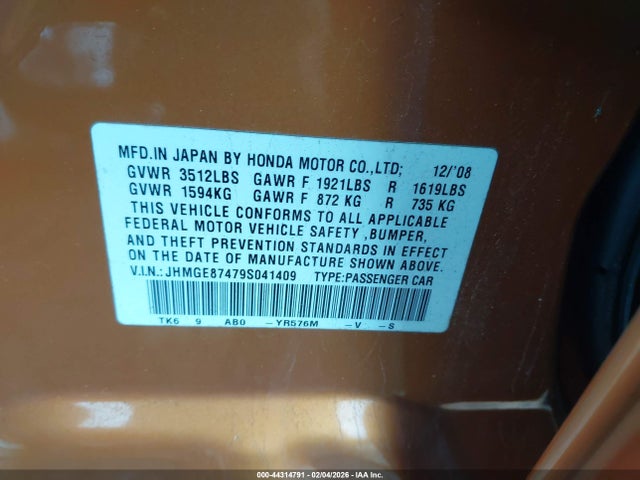 MFD.IN JAPAN BY HONDA MOTOR CO.,LTD; 12/'08
GVWR 3512LBS GAWR F 1921LBS R 1619LBS
GVWR 1594KG GAWR F 872 KG R 735 KG
THIS VEHICLE CONFORMS TO ALL APPLICABLE
FEDERAL MOTOR VEHICLE SAFETY ,BUMPER,
AND THEFT PREVENTION STANDARDS IN EFFECT
ON THE DATE OF MANUFACTURE SHOWN ABOVE.
V.I.N.:JHMGE87479S041409 TYPE:PASSENGER CAR
TK6 9 AB0 -YR576M -V -S
000-44314791 - 02/04/2026 - IAA Inc.